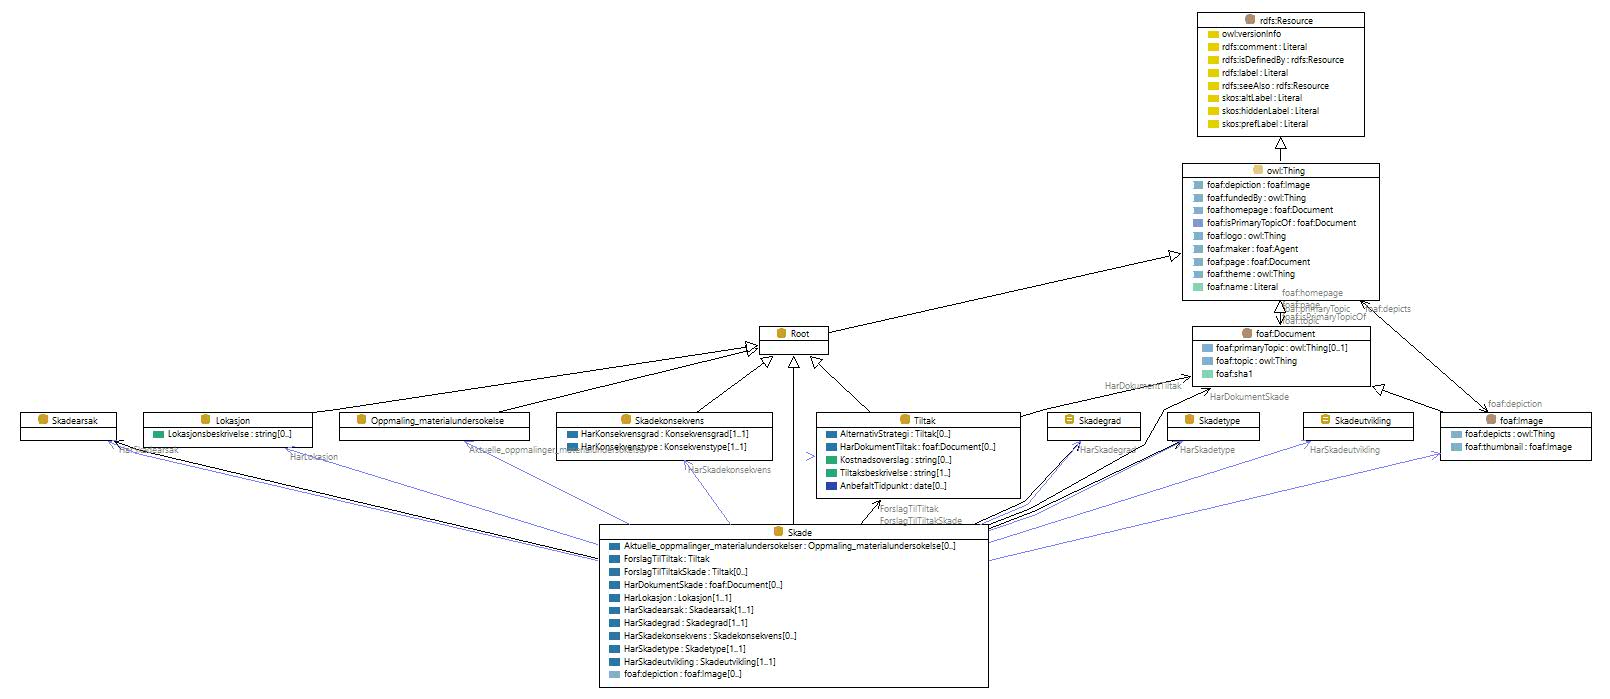 rdfs:Resource
owl:versionInfo
rdfs:comment : Literal
rdfs:isDefinedBy : rdfs:Resource
rdfs:label : Literal
rdfs:seeAlso : rdfs:Resource
skos:altLabel : Literal
skos:hiddenLabel : Literal
skos:prefLabel : Literal
owl:Thing
foaf:depiction : foaf:Image
foaf:fundedBy : owl:Thing
foaf:homepage : foaf:Document
foaf:isPrimaryTopicOf : foaf:Document
foaf:logo : owl:Thing
foaf:maker : foaf:Agent
foaf:page : foaf:Document
foaf:theme : owl:Thing
foaf:name : Literal
foaf:homepage
foaf:page
foaf:primaryTopic
foaf:isPrimaryTopicOf
foaf:topic
foaf:depicts
Root
foaf:Document
foaf:primaryTopic : owl:Thing[0..1]
foaf:topic : owl:Thing
foaf:sha1
HarDokumentTiltak
HarDokumentSkade
foaf:depiction
Skadearsak
Lokasjon
Lokasjonsbeskrivelse : string[0..]
Oppmaling_materialundersokelse
Skadekonsekvens
HarKonsekvensgrad : Konsekvensgrad[1..1]
HarKonsekvenstype : Konsekvenstype[1..1]
Tiltak
AlternativStrategi : Tiltak[0..]
HarDokumentTiltak : foaf:Document[0..]
Kostnadsoverslag : string[0..]
Tiltaksbeskrivelse : string[1..]
AnbefaltTidpunkt : date[0..]
Skadegrad
Skadetype
Skadeutvikling
foaf:Image
foaf:depicts : owl:Thing
foaf:thumbnail : foaf:Image
HarSkadearsak
HarLokasjon
Aktuelle_oppmalinger_materialundersokelser
HarSkadekonsekvens
HarSkadegrad
HarSkadetype
HarSkadeutvikling
ForslagTilTiltak
ForslagTilTiltakSkade
Skade
Aktuelle_oppmalinger_materialundersokelser : Oppmaling_materialundersokelse[0..]
ForslagTilTiltak : Tiltak
ForslagTilTiltakSkade : Tiltak[0..]
HarDokumentSkade : foaf:Document[0..]
HarLokasjon : Lokasjon[1..1]
HarSkadearsak : Skadearsak[1..1]
HarSkadegrad : Skadegrad[1..1]
HarSkadekonsekvens : Skadekonsekvens[0..]
HarSkadetype : Skadetype[1..1]
HarSkadeutvikling : Skadeutvikling[1..1]
foaf:depiction : foaf:Image[0..]